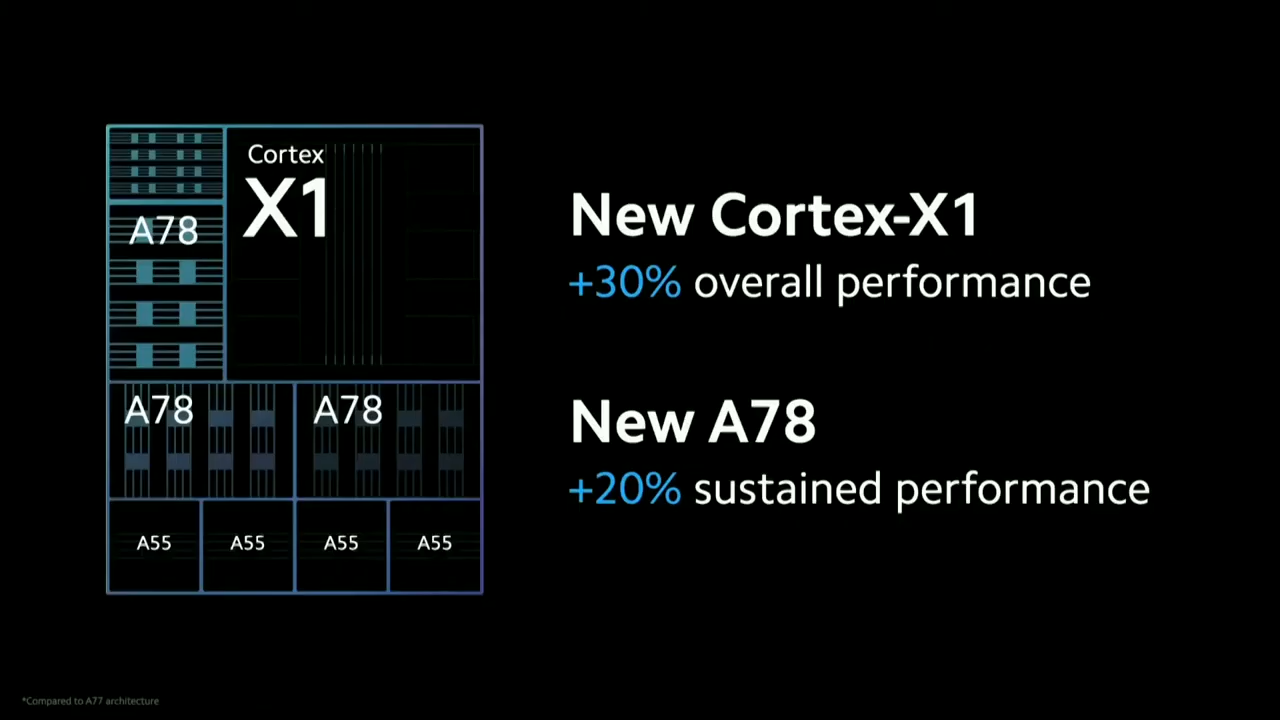 Cortex
X1
A78
A78
A78
A55
A55
A55
A55
New Cortex-X1
+30% overall performance
New A78
+20% sustained performance
*Compared to A77 architecture